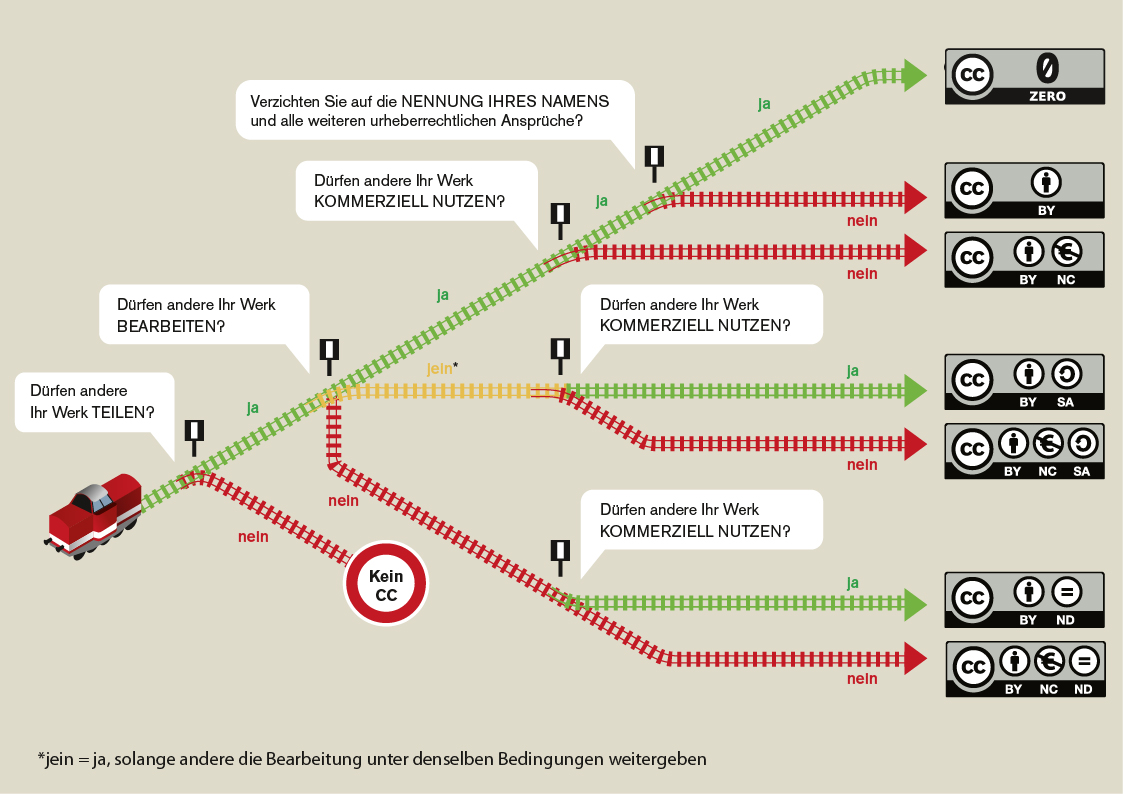 Verzichten Sie auf die NENNUNG IHRES NAMENS
und alle weiteren urheberrechtlichen Ansprüche?
ja
cc
0
ZERO
Dürfen andere Ihr Werk
KOMMERZIELL NUTZEN?
ja
nein
cc
BY
nein
cc
BY NC
Dürfen andere Ihr Werk
BEARBEITEN?
ja
Dürfen andere Ihr Werk
KOMMERZIELL NUTZEN?
jein*
ja
cc
BY SA
nein
cc
BY NC SA
Dürfen andere
Ihr Werk TEILEN?
ja
nein
Kein
CC
nein
Dürfen andere Ihr Werk
KOMMERZIELL NUTZEN?
ja
cc
BY ND
nein
cc
BY NC ND
*jein = ja, solange andere die Bearbeitung unter denselben Bedingungen weitergeben